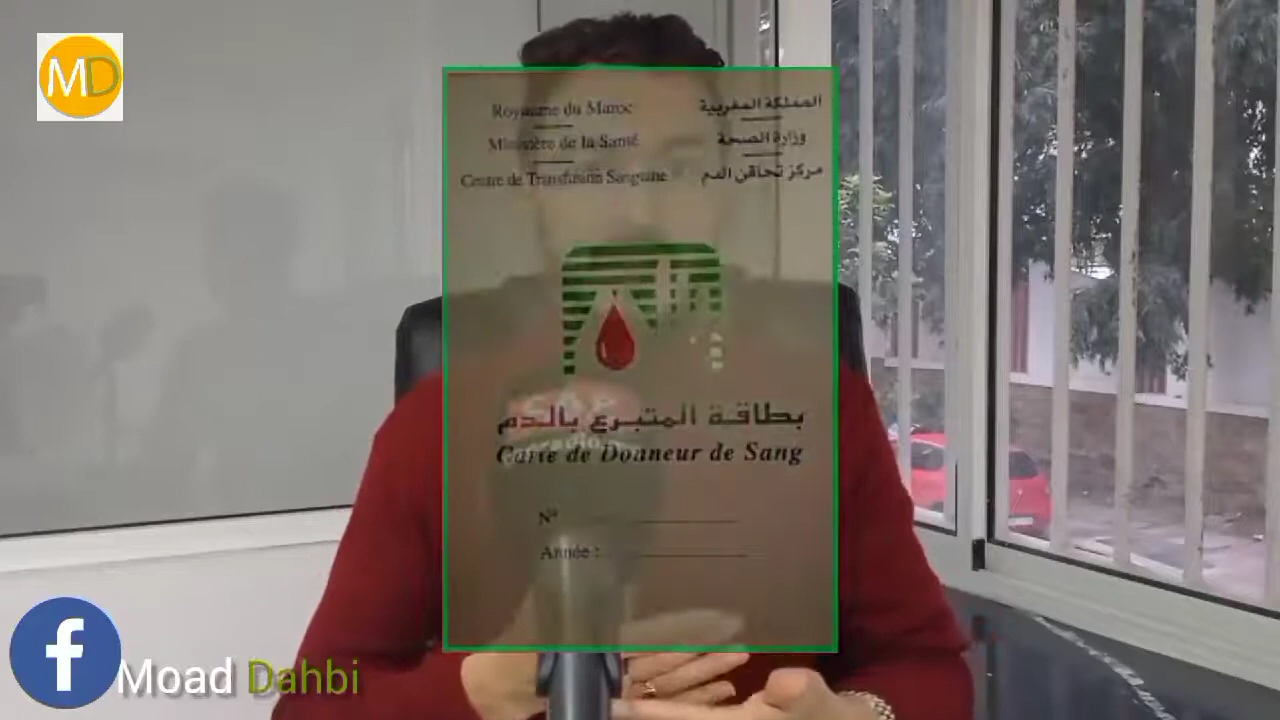 MD
Royaume du Maroc
المملكة المغربية
Ministère de la Santé
وزارة الصحة
Centre de Transfusion Sanguine
مركز تحاقن الدم
بطاقة المتبرع بالدم
Carte de Donneur de Sang
N°
Année :
f
Moad Dahbi